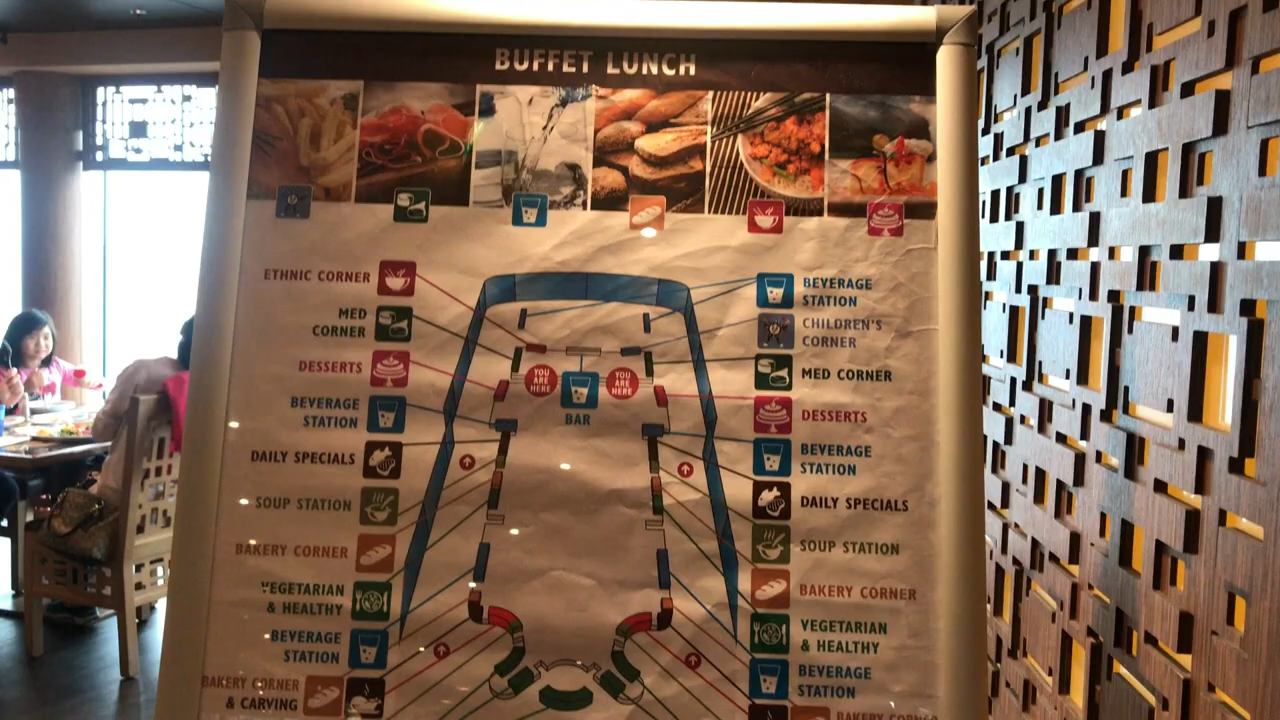 BUFFET LUNCH
ETHNIC CORNER
MED
CORNER
DESSERTS
BEVERAGE
STATION
DAILY SPECIALS
SOUP STATION
BAKERY CORNER
VEGETARIAN
& HEALTHY
BEVERAGE
STATION
BAKERY CORNER
& CARVING
YOU
ARE
HERE
BAR
YOU
ARE
HERE
BEVERAGE
STATION
CHILDREN'S
CORNER
MED CORNER
DESSERTS
BEVERAGE
STATION
DAILY SPECIALS
SOUP STATION
BAKERY CORNER
VEGETARIAN
& HEALTHY
BEVERAGE
STATION
BAKERY CORNER